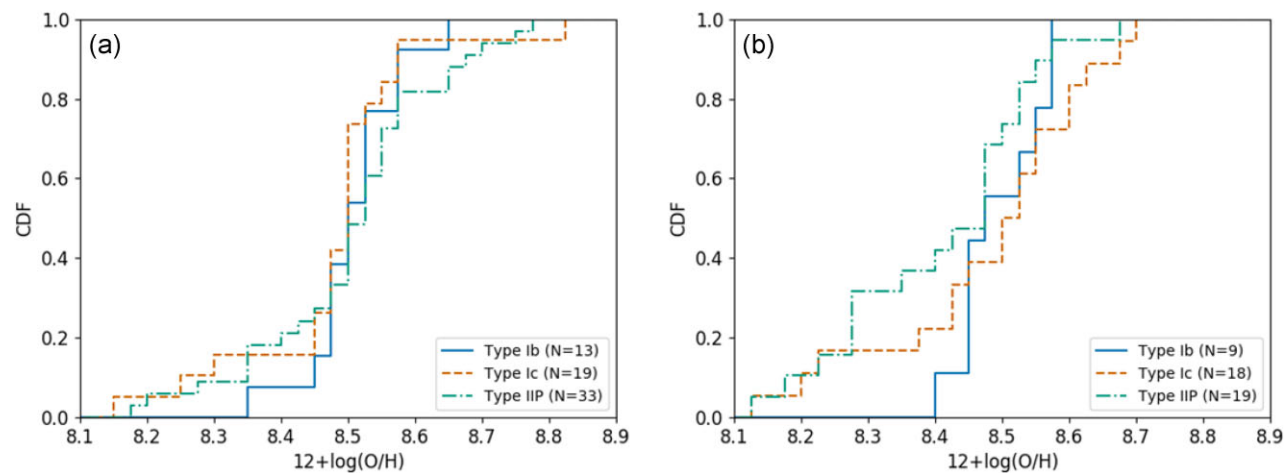 (a)
1.0
0.8
0.6
0.4
0.2
0.0
CDF
Type Ib (N=13)
Type Ic (N=19)
Type IIP (N=33)
8.1 8.2 8.3 8.4 8.5 8.6 8.7 8.8 8.9
12+log(O/H)
(b)
1.0
0.8
0.6
0.4
0.2
0.0
CDF
Type Ib (N=9)
Type Ic (N=18)
Type IIP (N=19)
8.1 8.2 8.3 8.4 8.5 8.6 8.7 8.8 8.9
12+log(O/H)